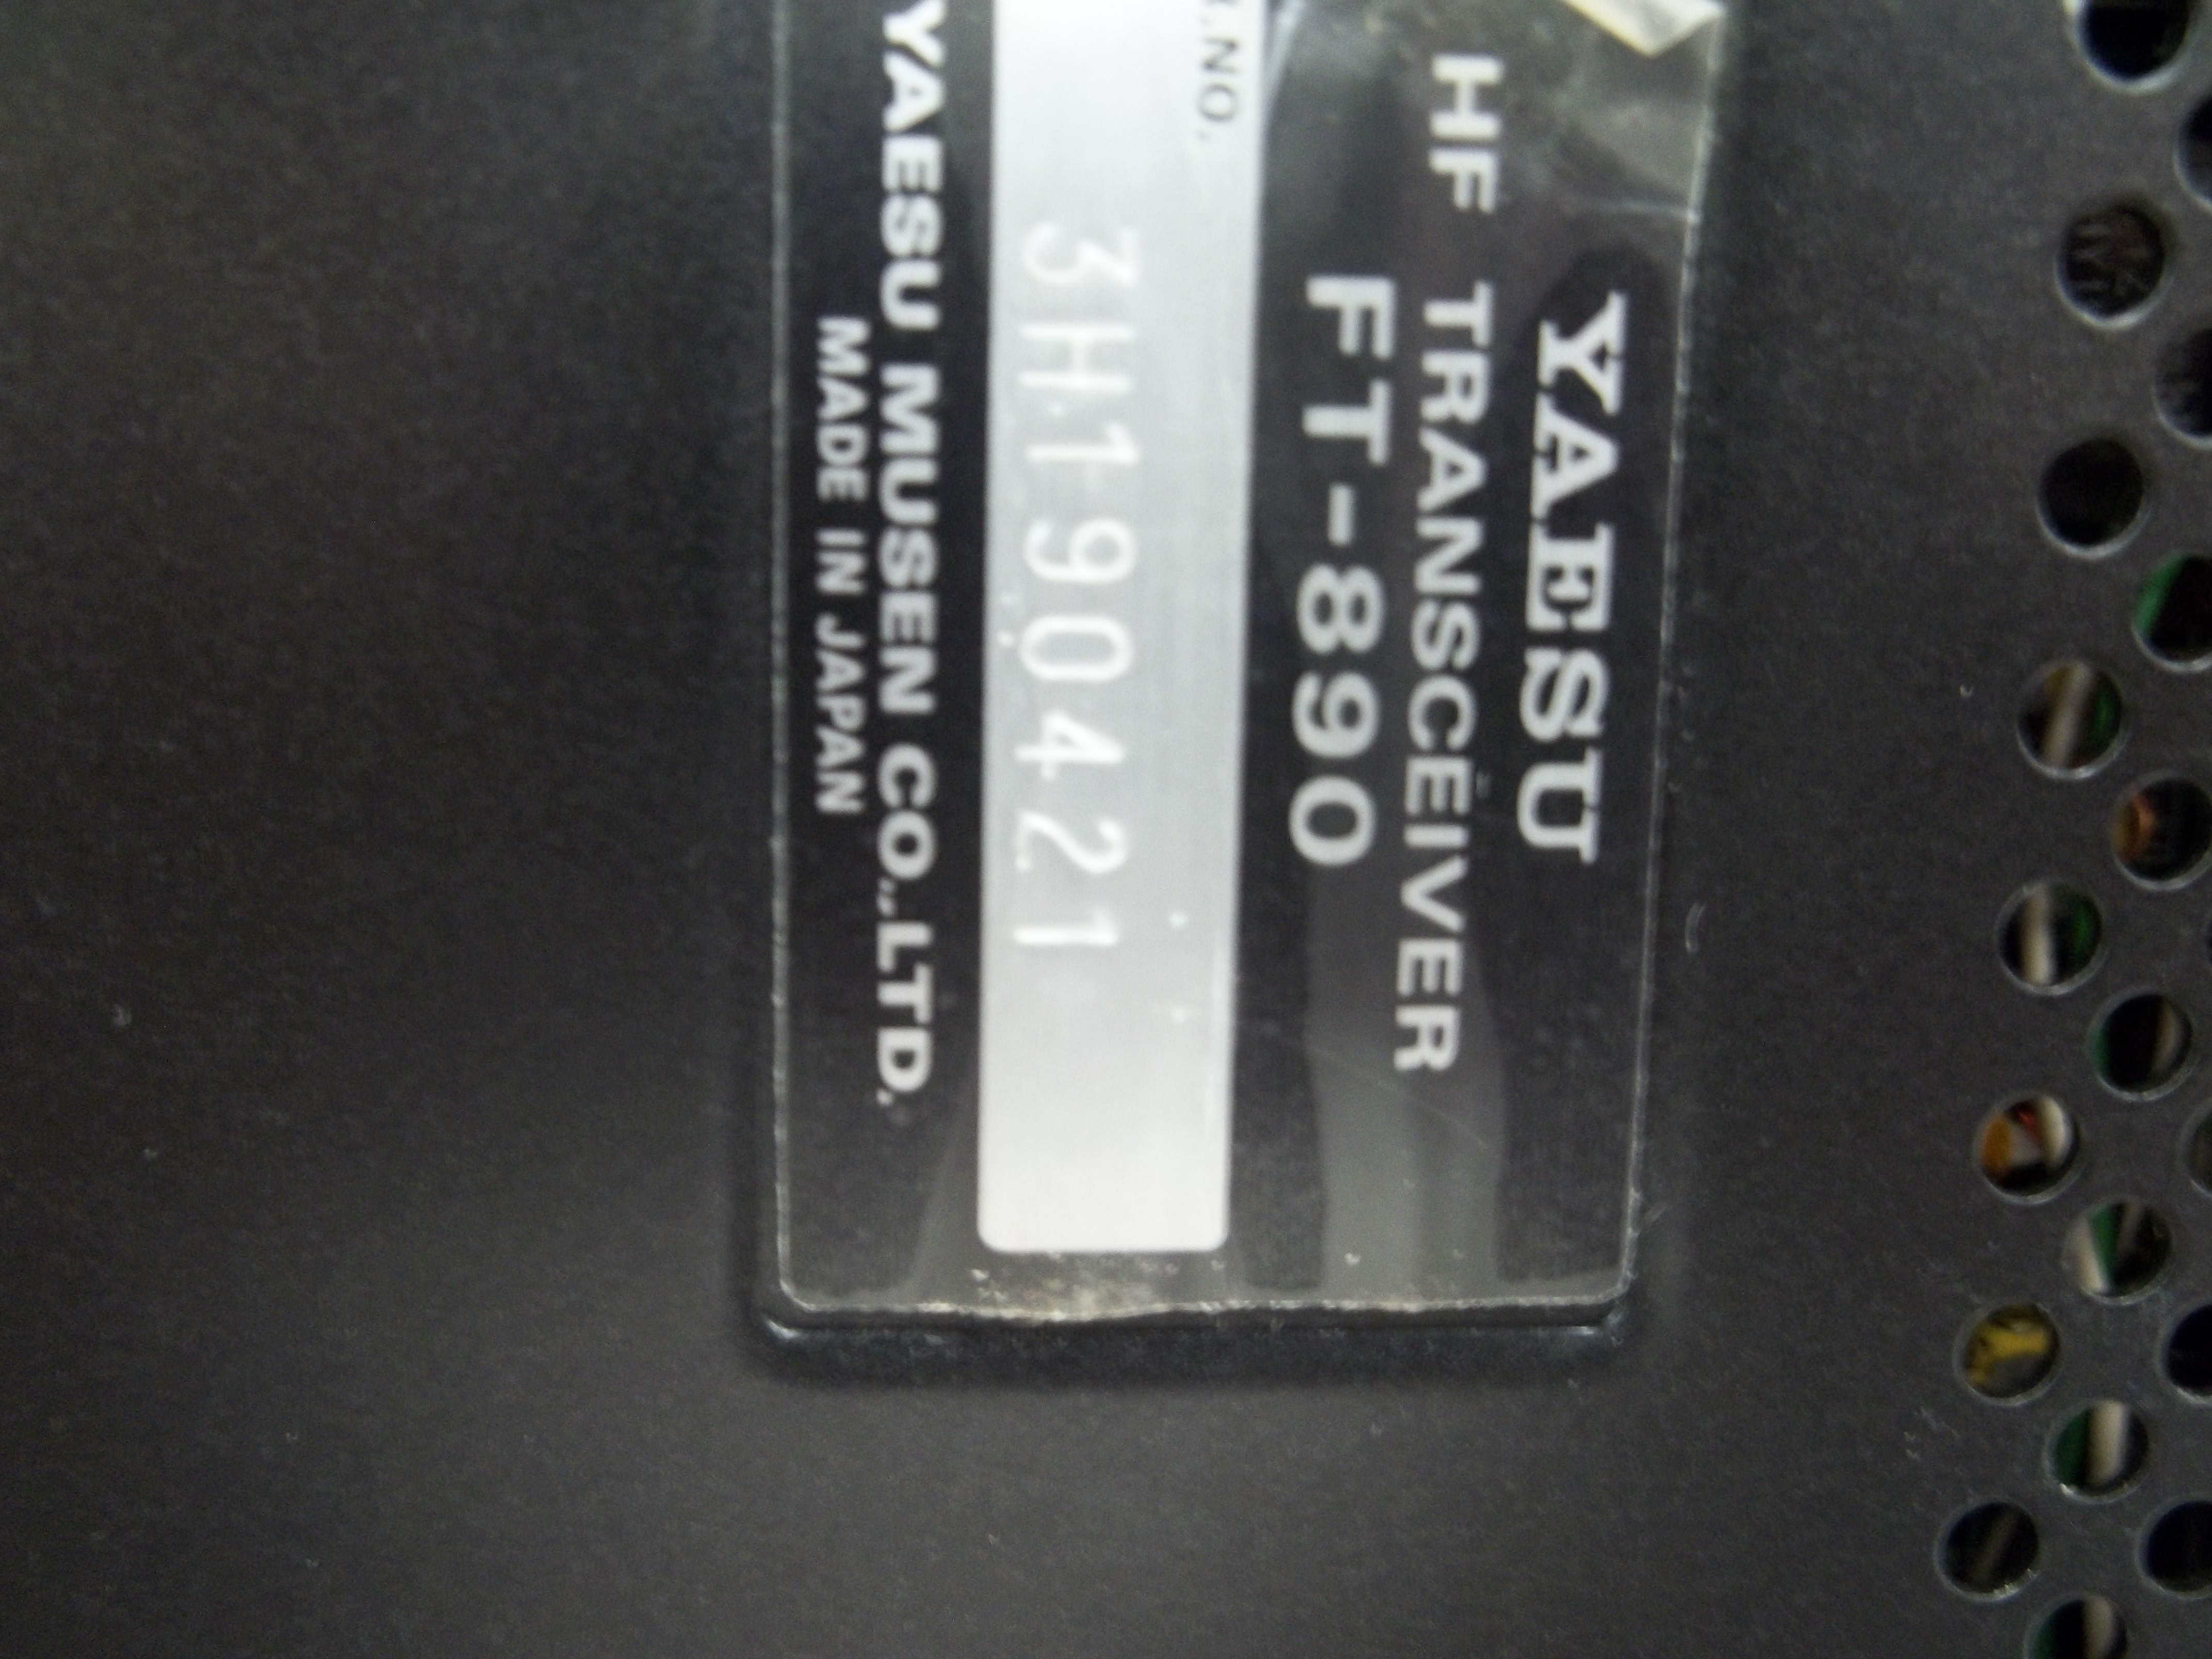 YAESU
HF TRANSCEIVER
FT-890
.NO.
3H190421
YAESU MUSEN CO.,LTD.
MADE IN JAPAN